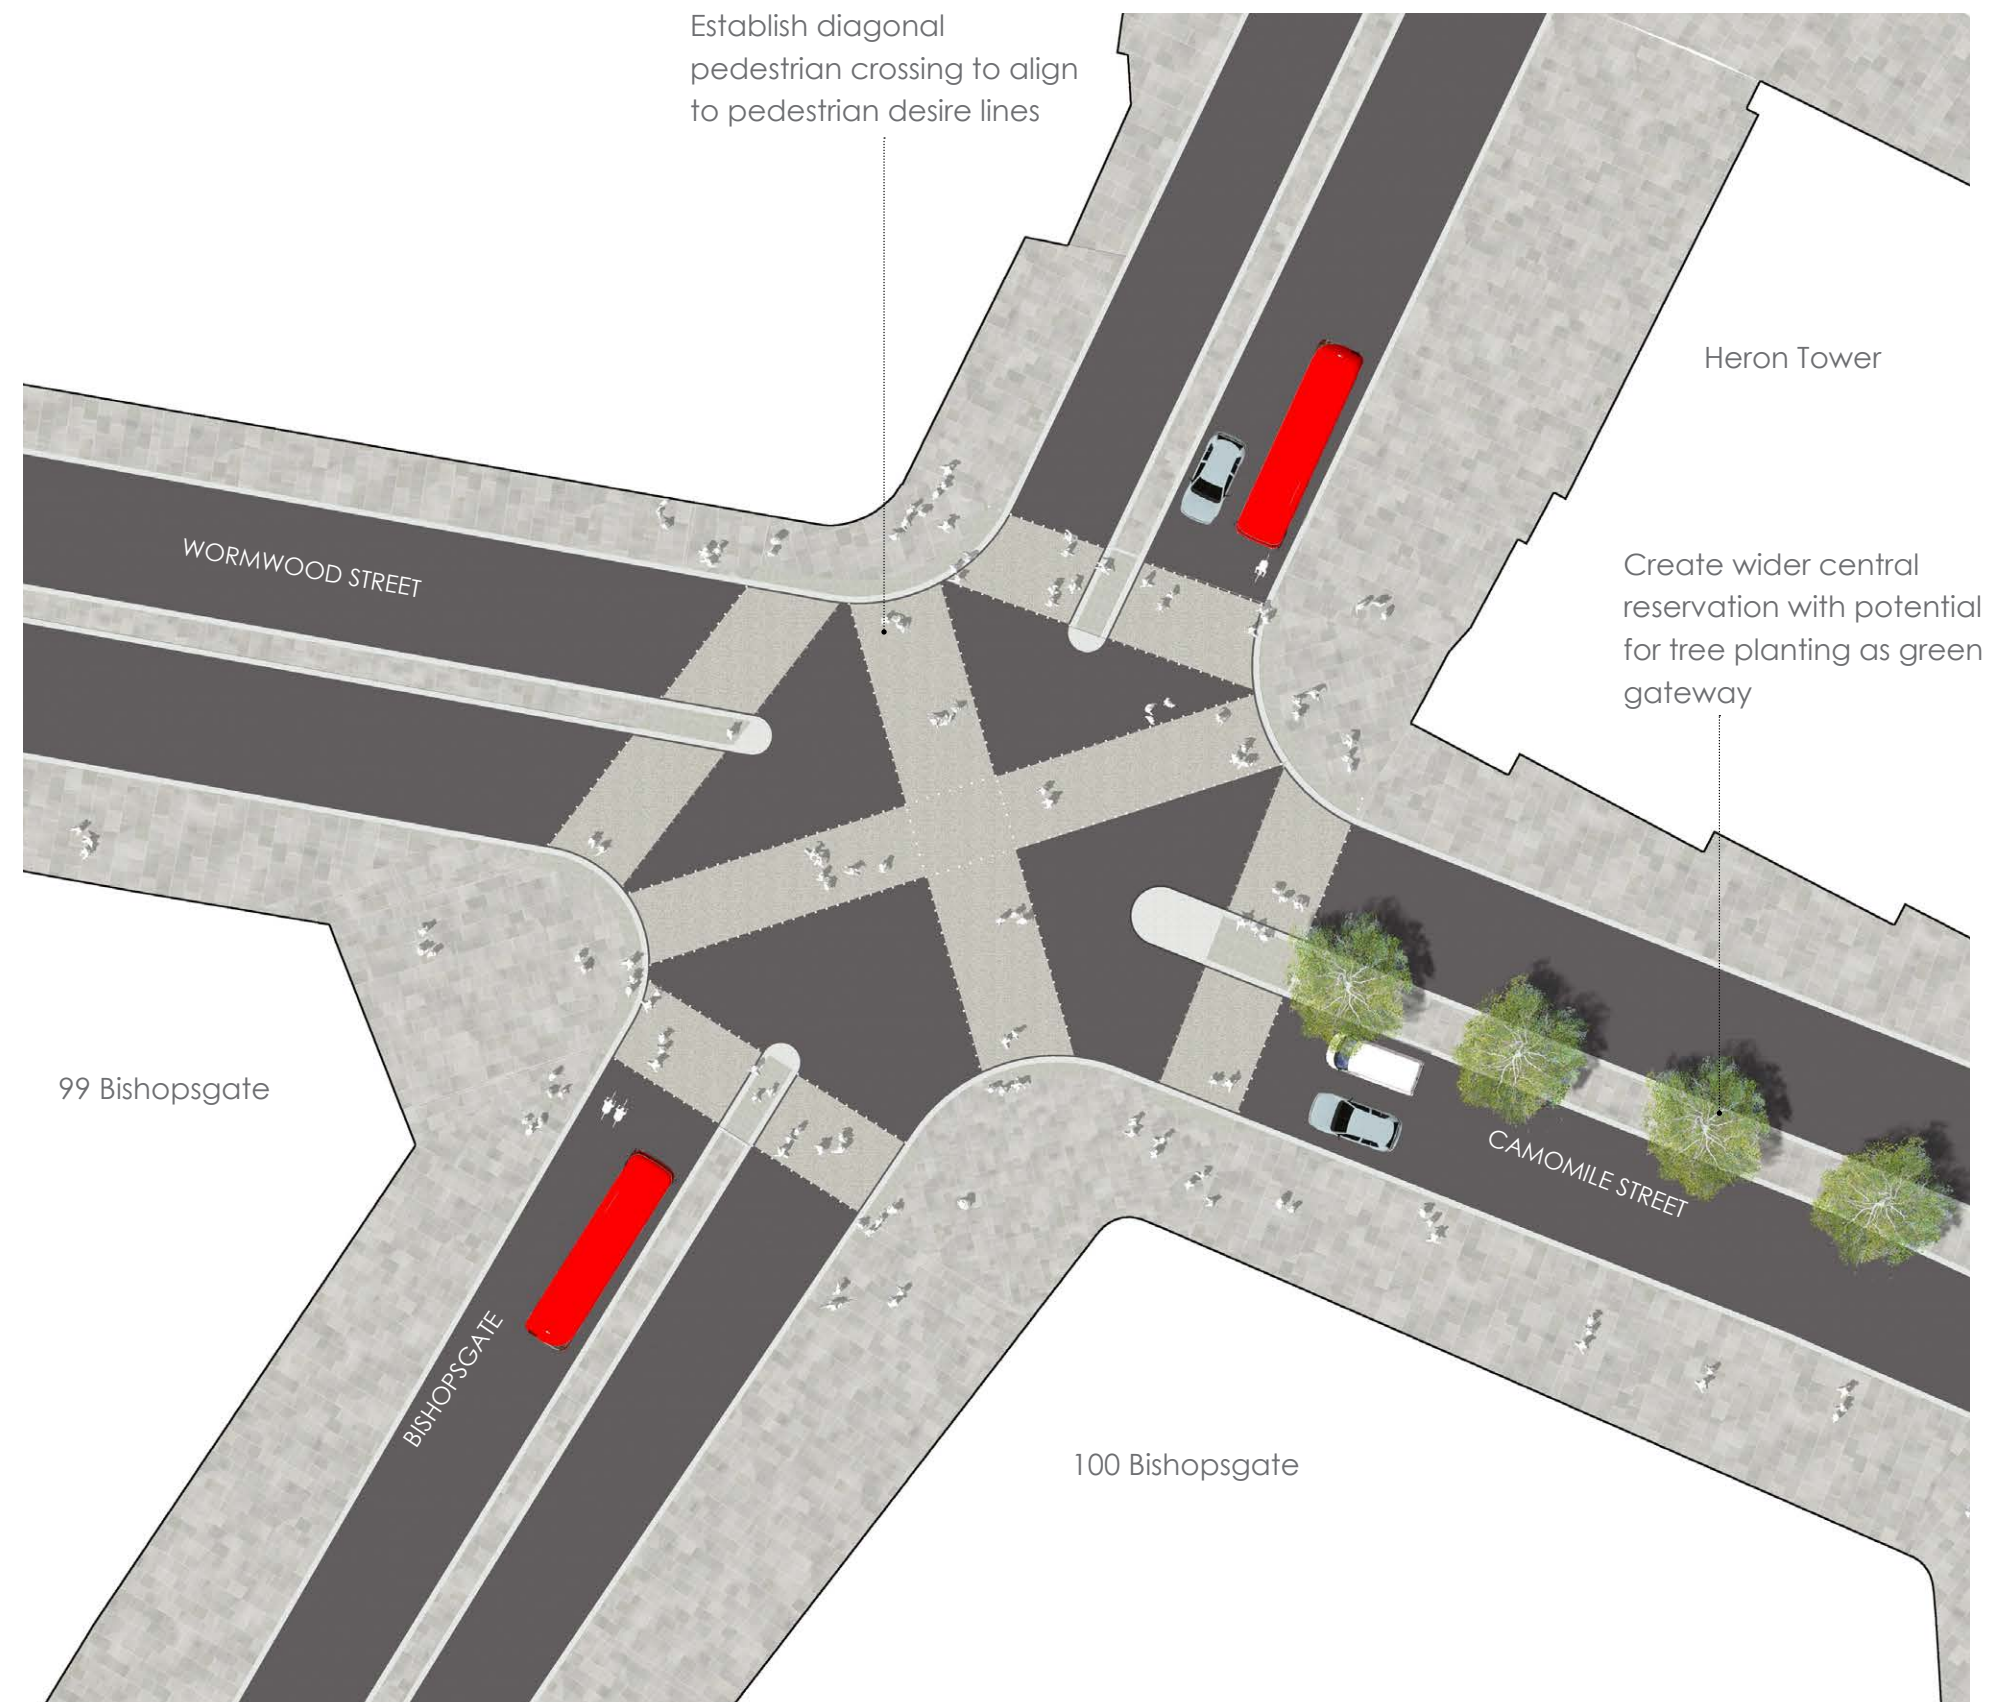 Establish diagonal
pedestrian crossing to align
to pedestrian desire lines
Heron Tower
WORMWOOD STREET
Create wider central
reservation with potential
for tree planting as green
gateway
99 Bishopsgate
CAMOMILE STREET
BISHOPSGATE
100 Bishopsgate